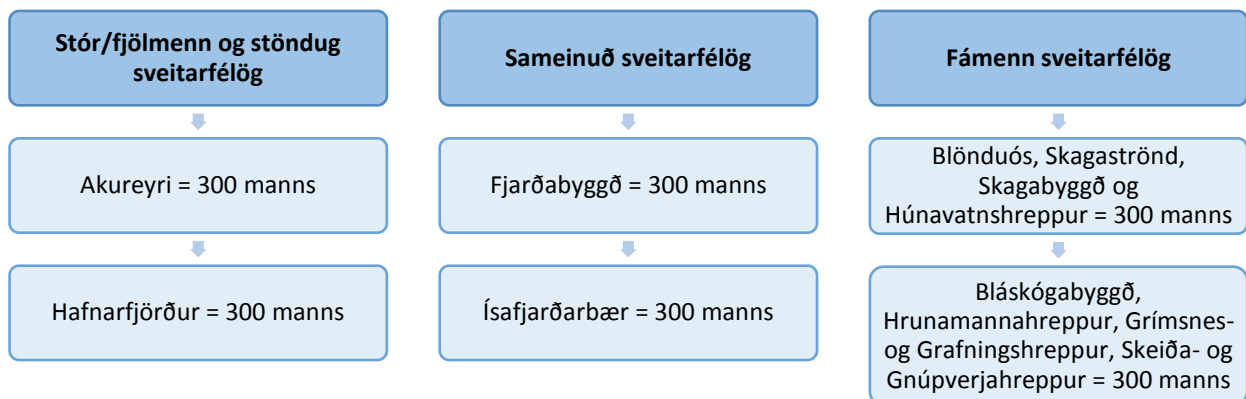 Stór/fjölmenn og stöndug
sveitarfélög
Akureyri = 300 manns
Hafnarfjörður = 300 manns
Sameinuð sveitarfélög
Fjarðabyggð = 300 manns
Ísafjarðarbær = 300 manns
Fámenn sveitarfélög
Blönduós, Skagaströnd,
Skagabyggð og
Húnavatnshreppur = 300 manns
Bláskógabyggð,
Hrunamannahreppur, Grímsnes-
og Grafningshreppur, Skeiða- og
Gnúpverjahreppur = 300 manns